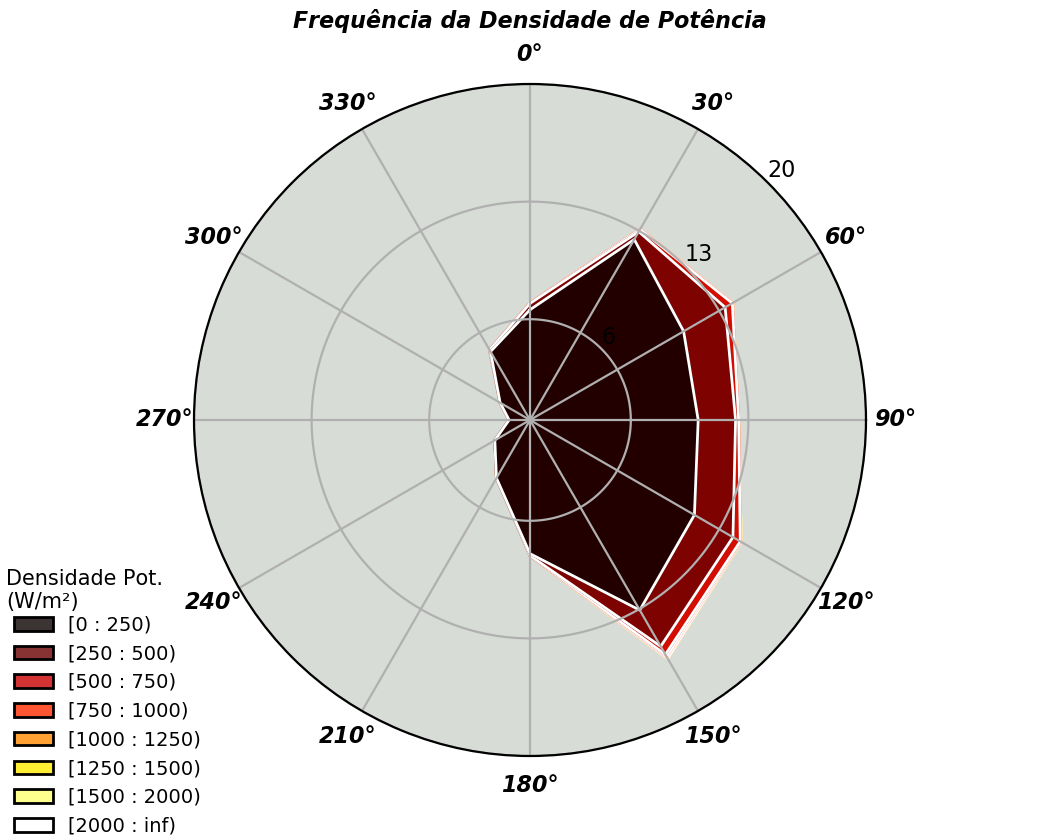 Frequência da Densidade de Potência
0°
330°
30°
20
300°
60°
13
6
270°
90°
240°
120°
210°
150°
180°
Densidade Pot.
(W/m²)
[0 : 250)
[250 : 500)
[500 : 750)
[750 : 1000)
[1000 : 1250)
[1250 : 1500)
[1500 : 2000)
[2000 : inf)